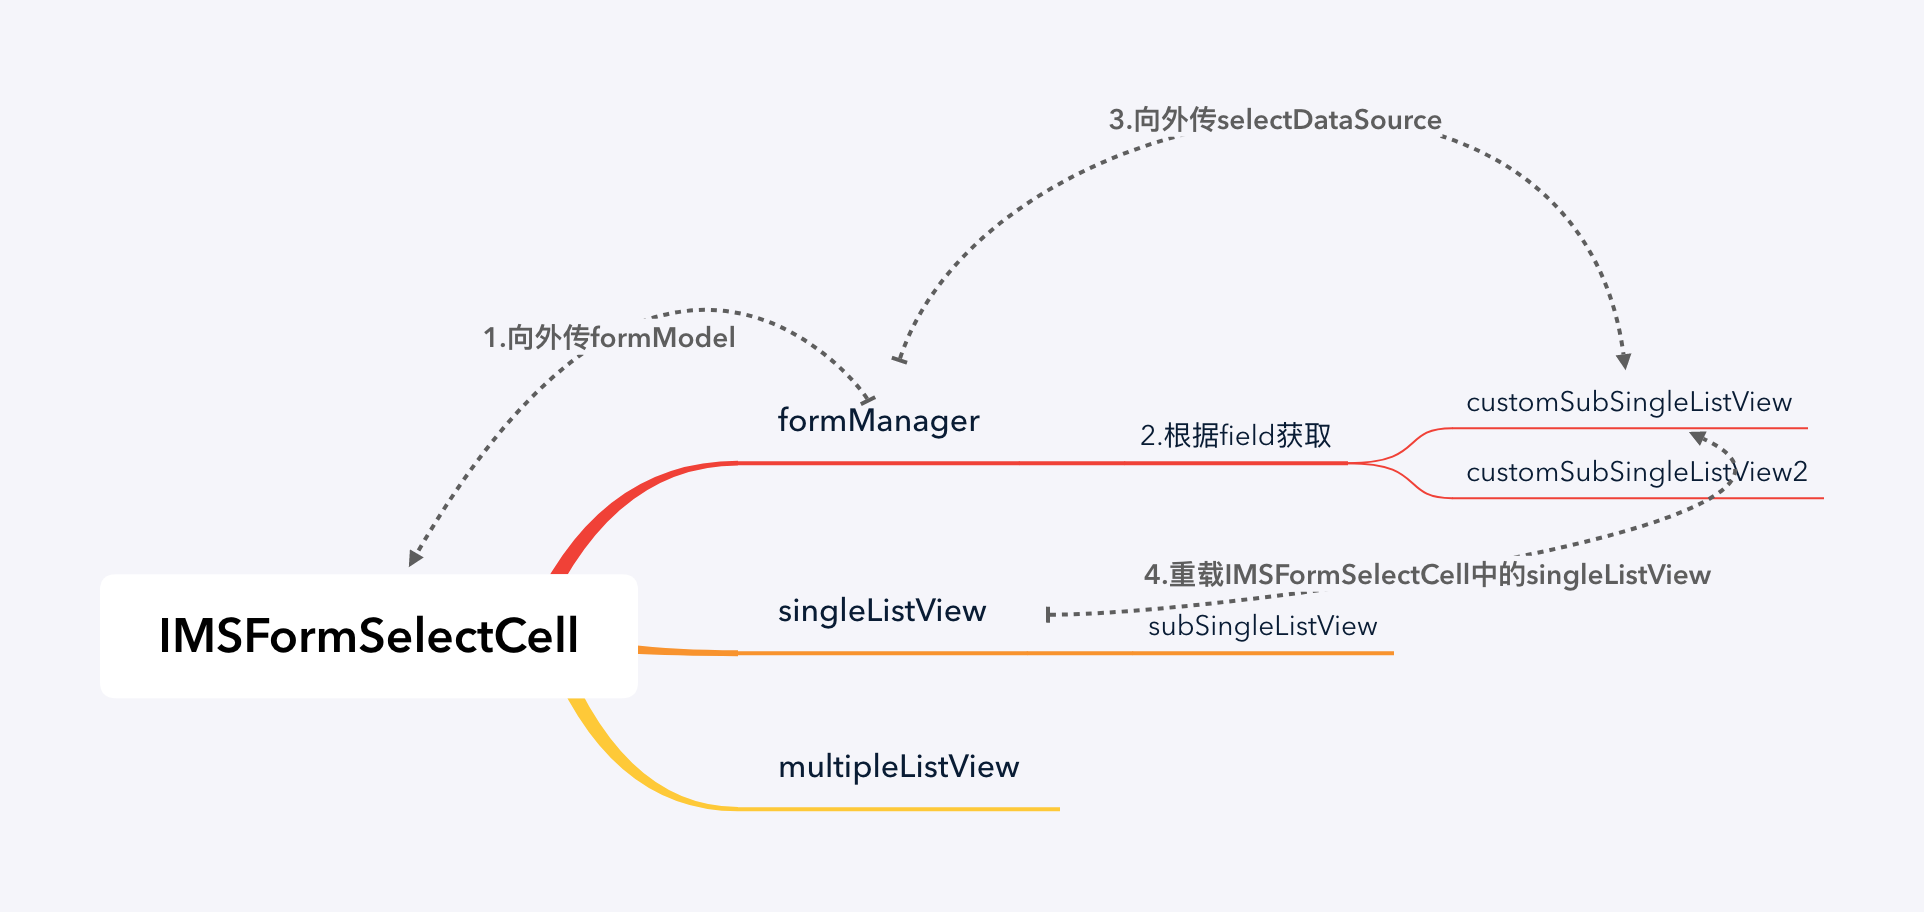 3.向外传selectDataSource
1.向外传formModel
customSubSingleListView
formManager
2.根据field获取
customSubSingleListView2
4.重载IMSFormSelectCell中的singleListView
singleListView
subSingleListView
IMSFormSelectCell
multipleListView